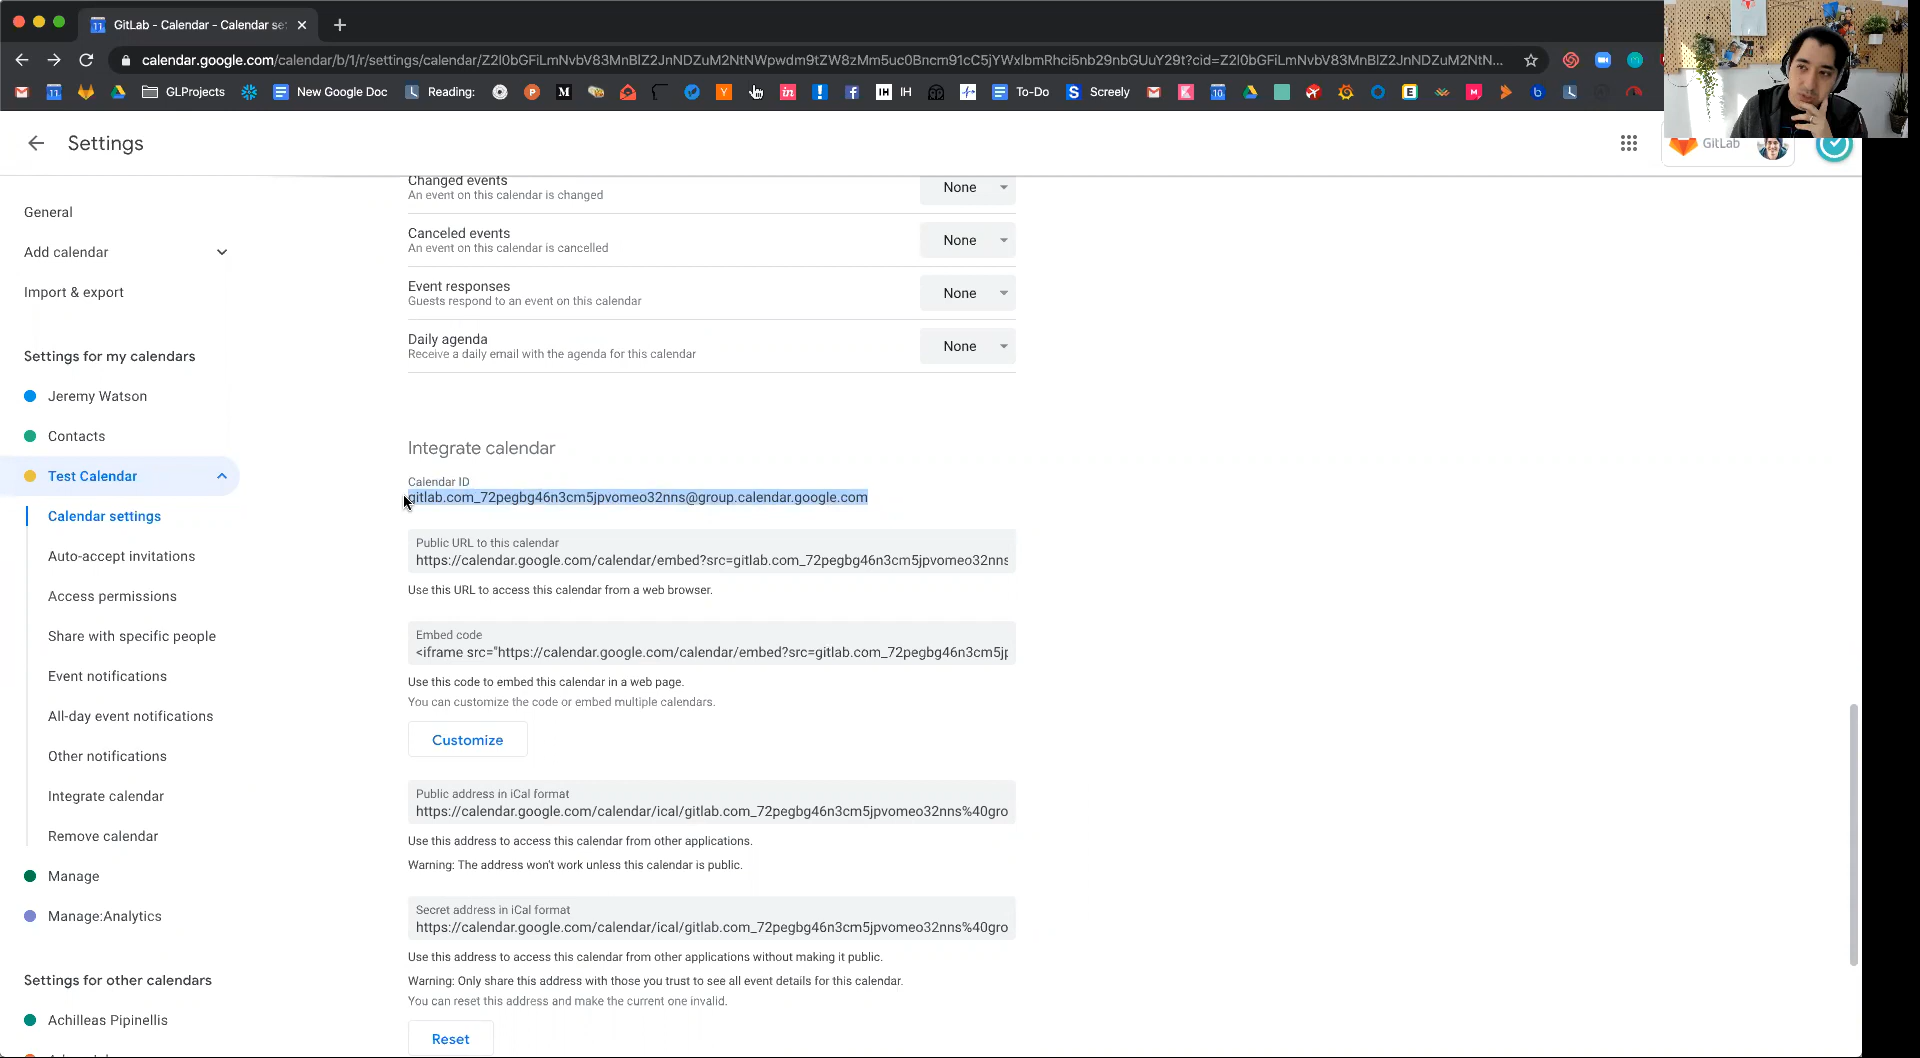 GitLab - Calendar - Calendar se
calendar.google.com/calendar/b/1/r/settings/calendar/
GLProjects
New Google Doc
Reading:
IH
To-Do
Screely
Settings
GitLab
General
Add calendar
Import & export
Settings for my calendars
Jeremy Watson
Contacts
Test Calendar
Calendar settings
Auto-accept invitations
Access permissions
Share with specific people
Event notifications
All-day event notifications
Other notifications
Integrate calendar
Remove calendar
Manage
Manage:Analytics
Settings for other calendars
Achilleas Pipinellis
Changed events
An event on this calendar is changed
None
Canceled events
An event on this calendar is cancelled
None
Event responses
Guests respond to an event on this calendar
None
Daily agenda
Receive a daily email with the agenda for this calendar
None
Integrate calendar
Calendar ID
gitlab.com_72pegbg46n3cm5jpvomeo32nns@group.calendar.google.com
Public URL to this calendar
https://calendar.google.com/calendar/embed?src=gitlab.com_72pegbg46n3cm5jpvomeo32nns
Use this URL to access this calendar from a web browser.
Embed code
<iframe src="https://calendar.google.com/calendar/embed?src=gitlab.com_72pegbg46n3cm5jp
Use this code to embed this calendar in a web page.
You can customize the code or embed multiple calendars.
Customize
Public address in iCal format
https://calendar.google.com/calendar/ical/gitlab.com_72pegbg46n3cm5jpvomeo32nns%40gro
Use this address to access this calendar from other applications.
Warning: The address won't work unless this calendar is public.
Secret address in iCal format
https://calendar.google.com/calendar/ical/gitlab.com_72pegbg46n3cm5jpvomeo32nns%40gro
Use this address to access this calendar from other applications without making it public.
Warning: Only share this address with those you trust to see all event details for this calendar.
You can reset this address and make the current one invalid.
Reset